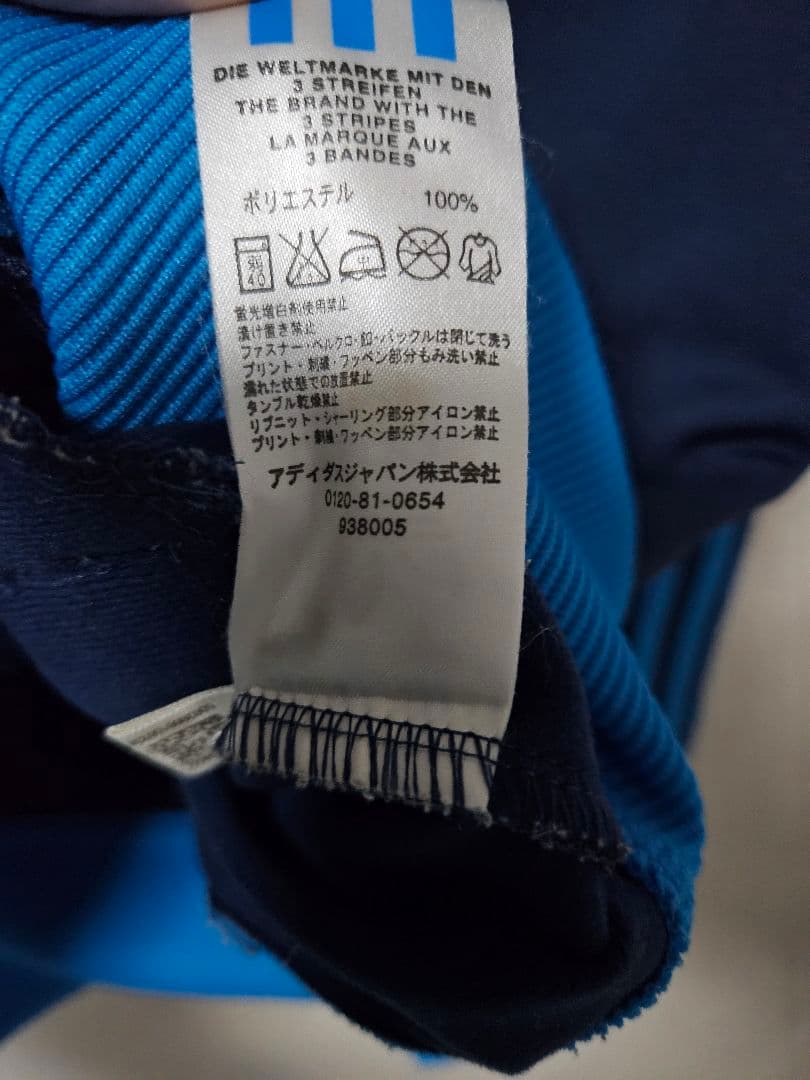 DIE WELTMARKE MIT DEN
3 STREIFEN
THE BRAND WITH THE
3 STRIPES
LA MARQUE AUX
3 BANDES
ポリエステル 100%
40
蛍光増白剤使用禁止
漬け置き禁止
ファスナー・ベルクロ・釦・バックルは閉じて洗う
プリント・刺繍・ワッペン部分もみ洗い禁止
濡れた状態での放置禁止
タンブル乾燥禁止
リブニット・シャーリング部分アイロン禁止
プリント・刺繍・ワッペン部分アイロン禁止
アディダスジャパン株式会社
0120-81-0654
938005